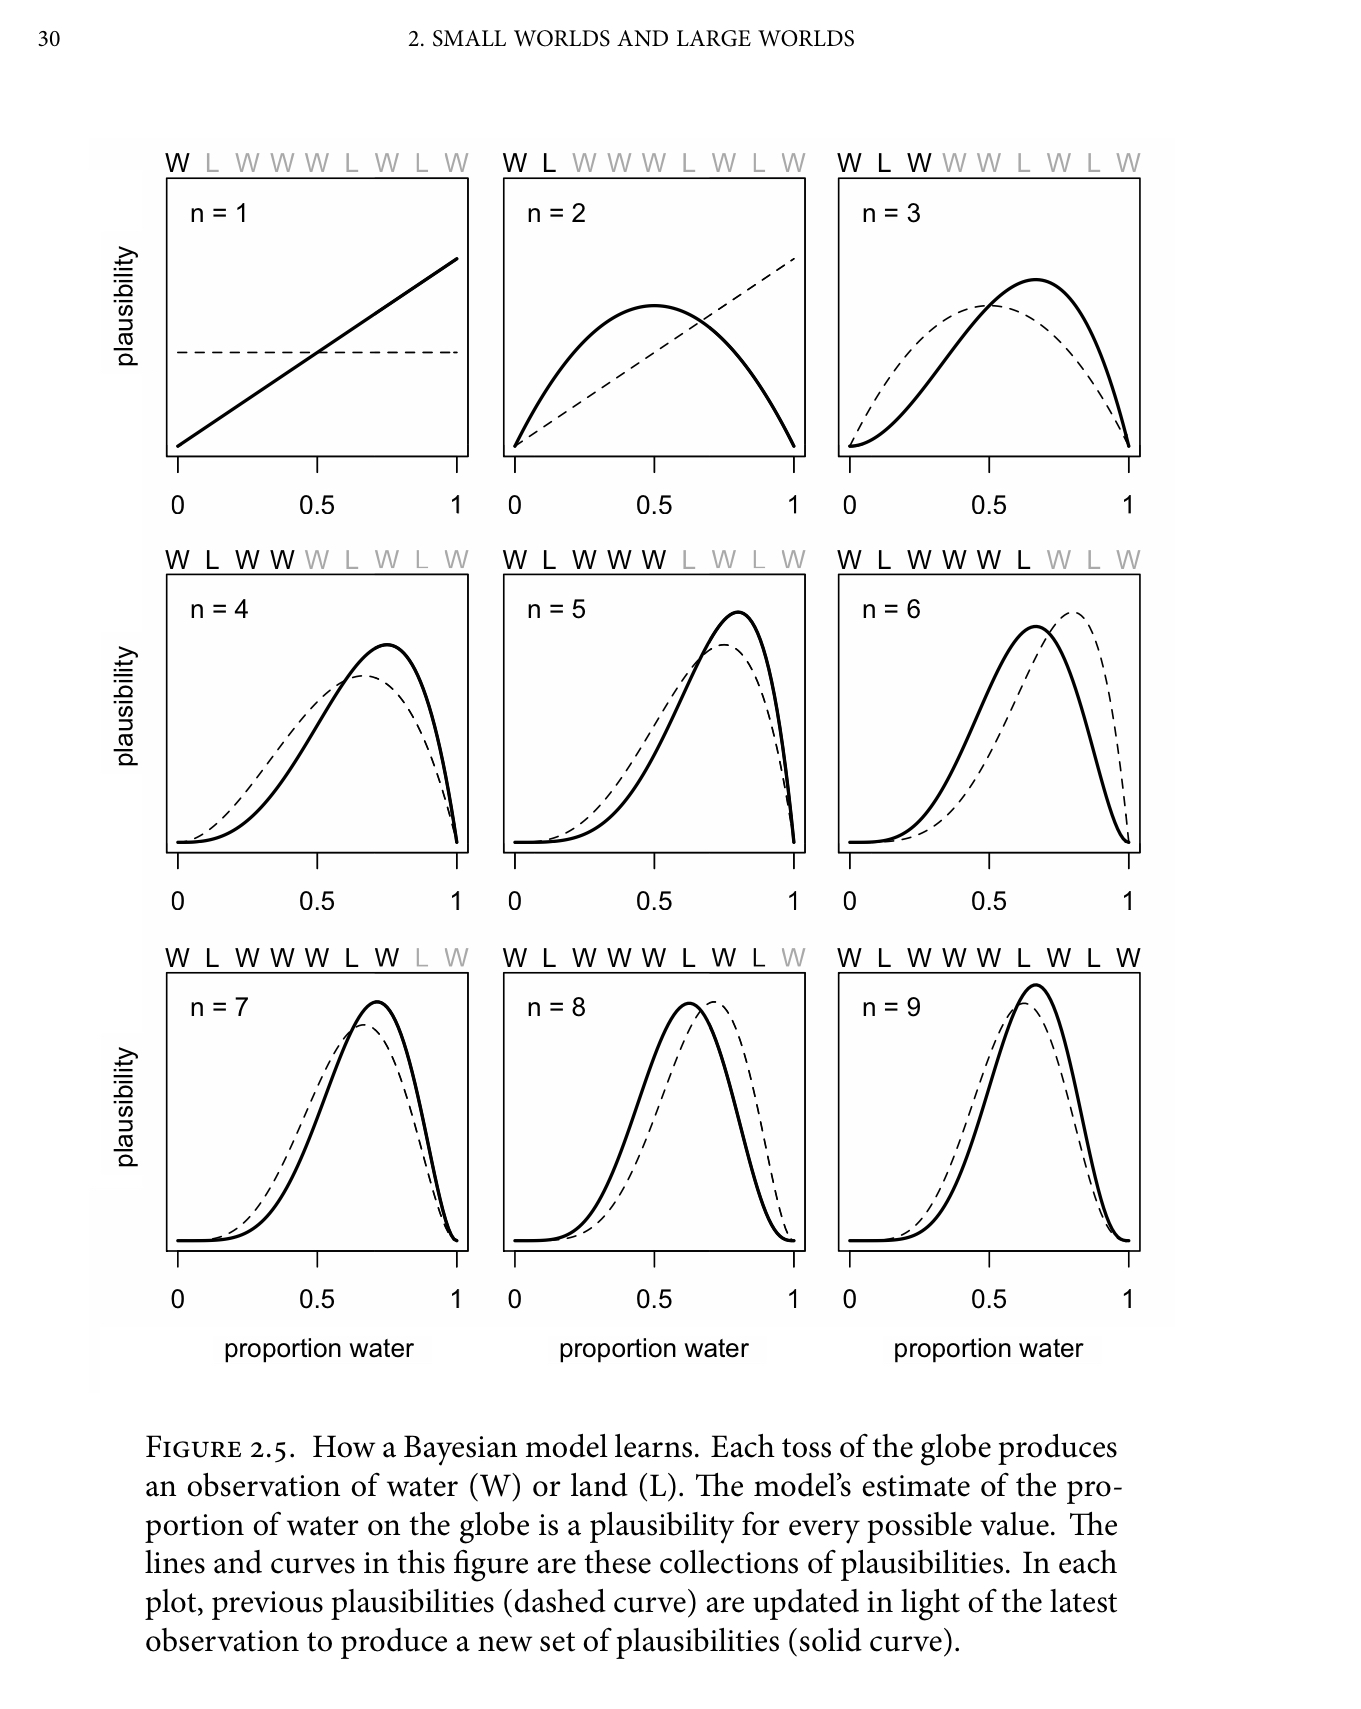 30
2. SMALL WORLDS AND LARGE WORLDS
W L W W W L W L W
W L W W W L W L W
W L W W W L W L W
n = 1
n = 2
n = 3
plausibility
0 0.5 1
0 0.5 1
0 0.5 1
W L W W W L W L W
W L W W W L W L W
W L W W W L W L W
n = 4
n = 5
n = 6
plausibility
0 0.5 1
0 0.5 1
0 0.5 1
W L W W W L W L W
W L W W W L W L W
W L W W W L W L W
n = 7
n = 8
n = 9
plausibility
0 0.5 1
0 0.5 1
0 0.5 1
proportion water
proportion water
proportion water
FIGURE 2.5. How a Bayesian model learns. Each toss of the globe produces
an observation of water (W) or land (L). The model’s estimate of the pro-
portion of water on the globe is a plausibility for every possible value. The
lines and curves in this figure are these collections of plausibilities. In each
plot, previous plausibilities (dashed curve) are updated in light of the latest
observation to produce a new set of plausibilities (solid curve).